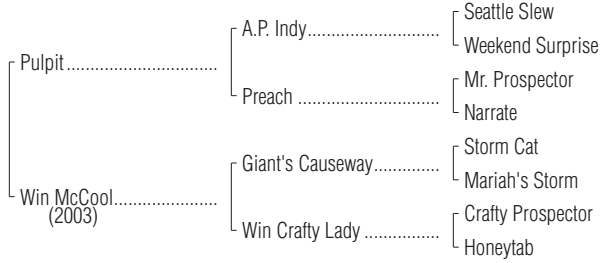 Seattle Slew
A.P. Indy..............................
Weekend Surprise
Pulpit..................................
Mr. Prospector
Preach ................................
Narrate
Storm Cat
Giant's Causeway...............
Mariah's Storm
Win McCool.......................
(2003)
Crafty Prospector
Win Crafty Lady .................
Honeytab